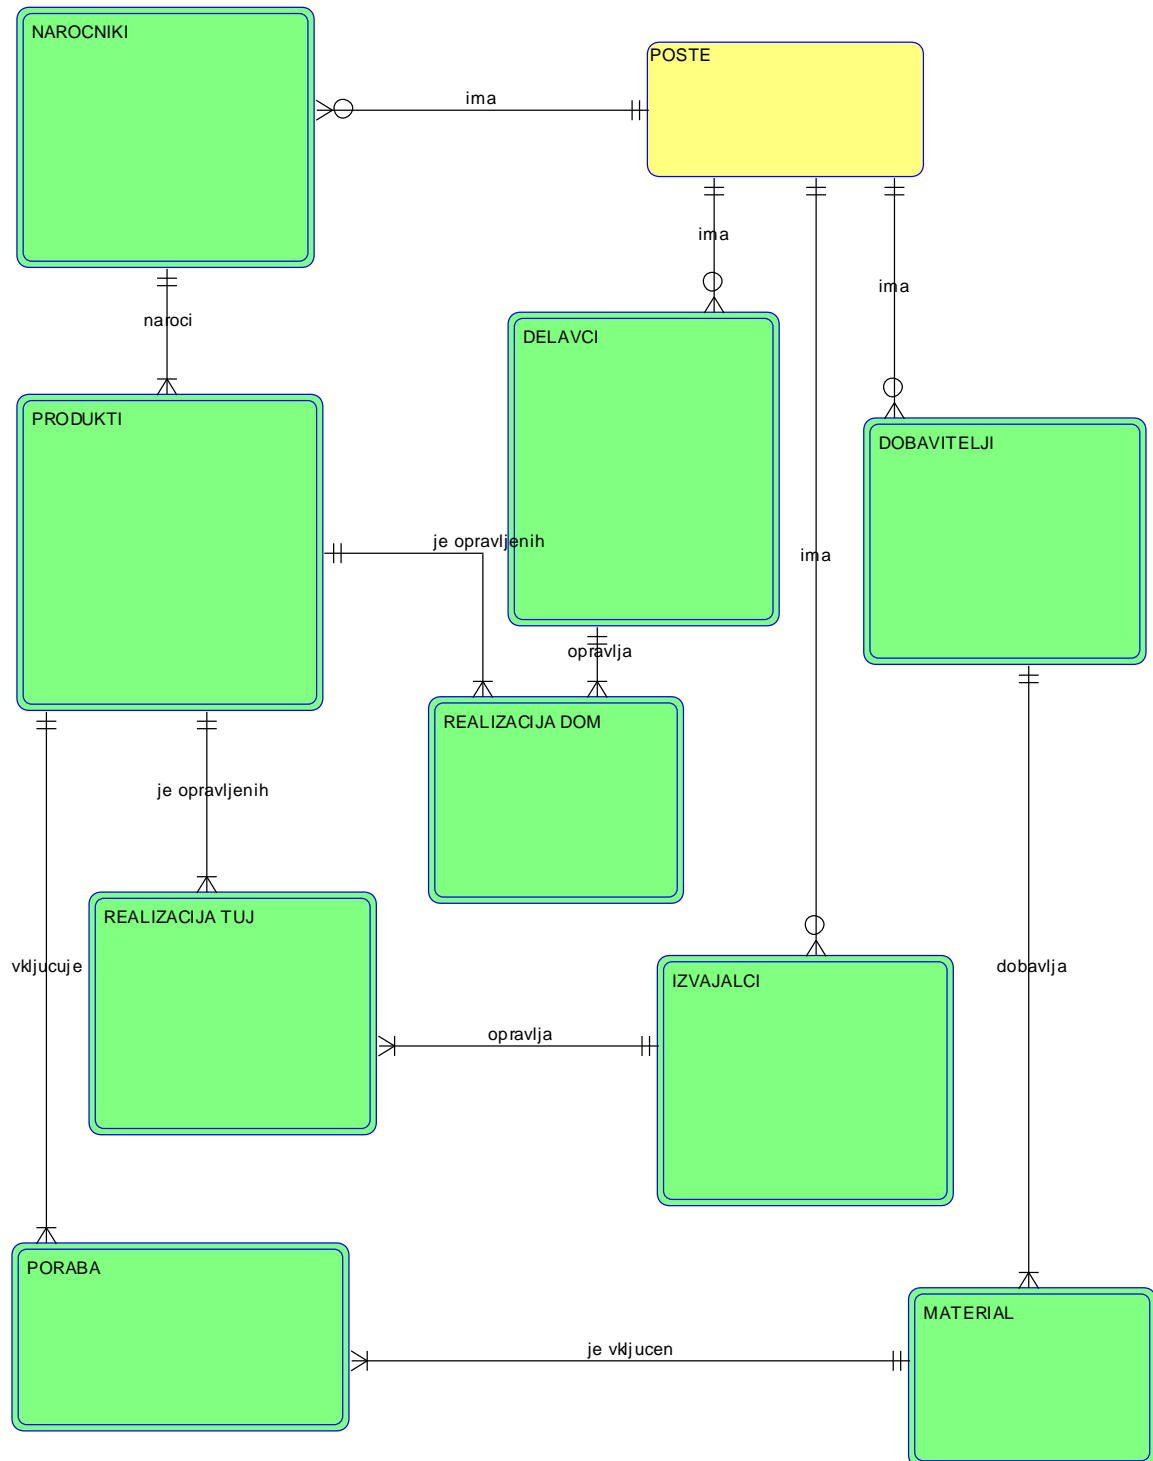 NAROCNIKI
POSTE
ima
ima
ima
naroci
DELAVCI
PRODUKTI
DOBAVITELJI
je opravljenih
ima
opravlja
REALIZACIJA DOM
je opravljenih
REALIZACIJA TUJ
vkljucuje
dobavlja
IZVAJALCI
opravlja
PORABA
MATERIAL
je vkljucen